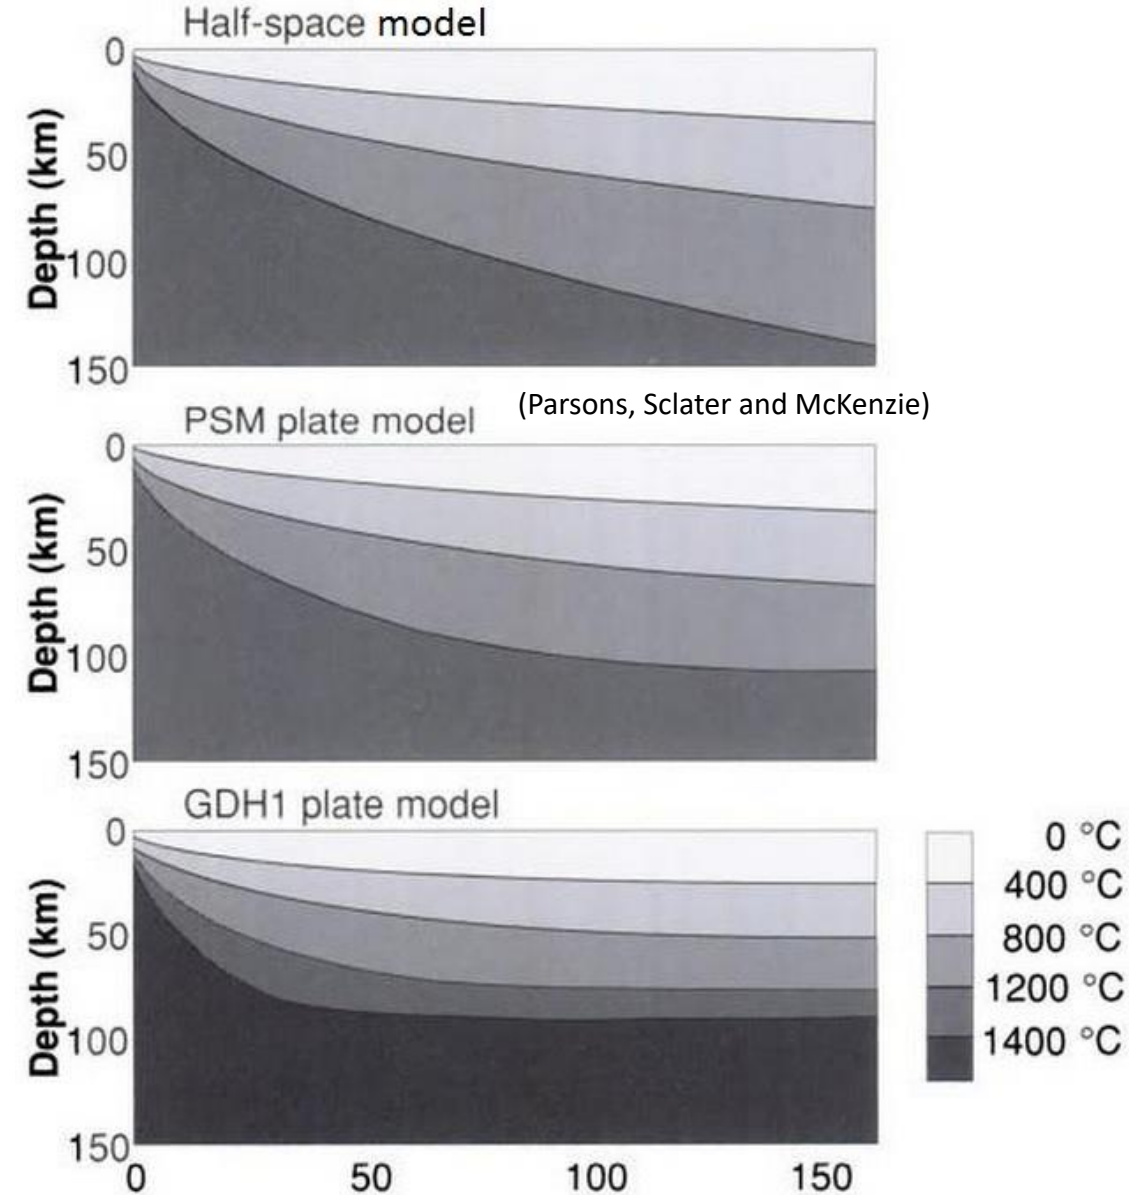 Half-space model
0
50
100
150
Depth (km)
(Parsons, Sclater and McKenzie)
PSM plate model
0
50
100
150
Depth (km)
GDH1 plate model
0
50
100
150
Depth (km)
0 50 100 150
0 °C
400 °C
800 °C
1200 °C
1400 °C